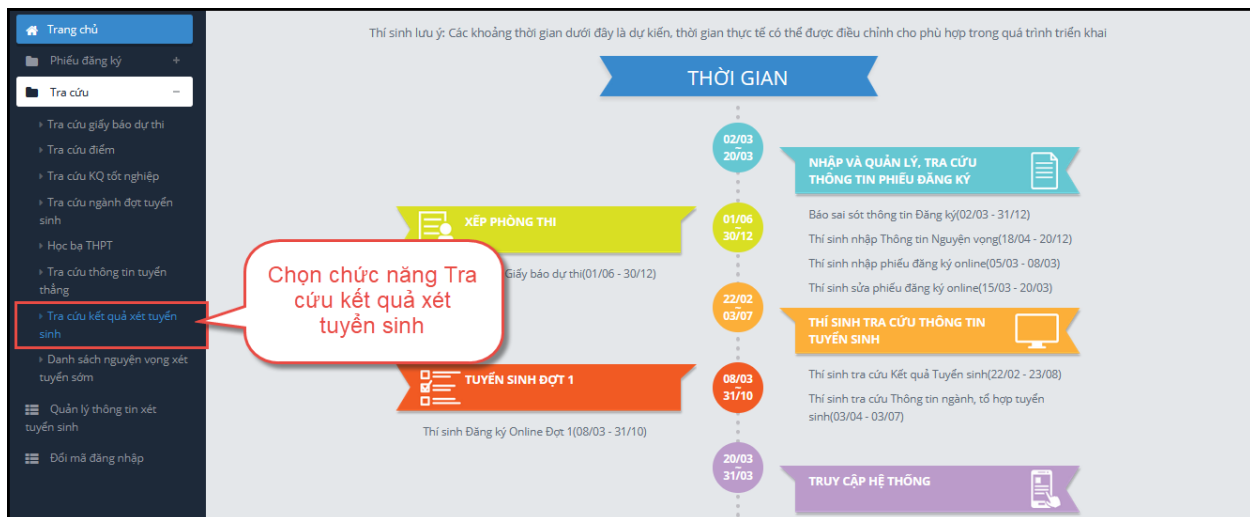 Trang chủ
Phiếu đăng ký +
Tra cứu −
Tra cứu giấy báo dự thi
Tra cứu điểm
Tra cứu KQ tốt nghiệp
Tra cứu ngành đợt tuyển
sinh
Học bạ THPT
Tra cứu thông tin tuyển
thẳng
Tra cứu kết quả xét tuyển
sinh
Danh sách nguyện vọng xét
tuyển sớm
Quản lý thông tin xét
tuyển sinh
Đổi mã đăng nhập
Chọn chức năng Tra
cứu kết quả xét
tuyển sinh
Thí sinh lưu ý: Các khoảng thời gian dưới đây là dự kiến, thời gian thực tế có thể được điều chỉnh cho phù hợp trong quá trình triển khai
THỜI GIAN
02/03
~
20/03
NHẬP VÀ QUẢN LÝ, TRA CỨU
THÔNG TIN PHIẾU ĐĂNG KÝ
Báo sai sót thông tin Đăng ký(02/03 - 31/12)
Thí sinh nhập Thông tin Nguyện vọng(18/04 - 20/12)
Thí sinh nhập phiếu đăng ký online(05/03 - 08/03)
Thí sinh sửa phiếu đăng ký online(15/03 - 20/03)
XẾP PHÒNG THI
01/06
~
30/12
Giấy báo dự thi(01/06 - 30/12)
22/02
~
03/07
THÍ SINH TRA CỨU THÔNG TIN
TUYỂN SINH
Thí sinh tra cứu Kết quả Tuyển sinh(22/02 - 23/08)
Thí sinh tra cứu Thông tin ngành, tổ hợp tuyển
sinh(03/04 - 03/07)
TUYỂN SINH ĐỢT 1
08/03
~
31/10
Thí sinh Đăng ký Online Đợt 1(08/03 - 31/10)
20/03
~
31/03
TRUY CẬP HỆ THỐNG